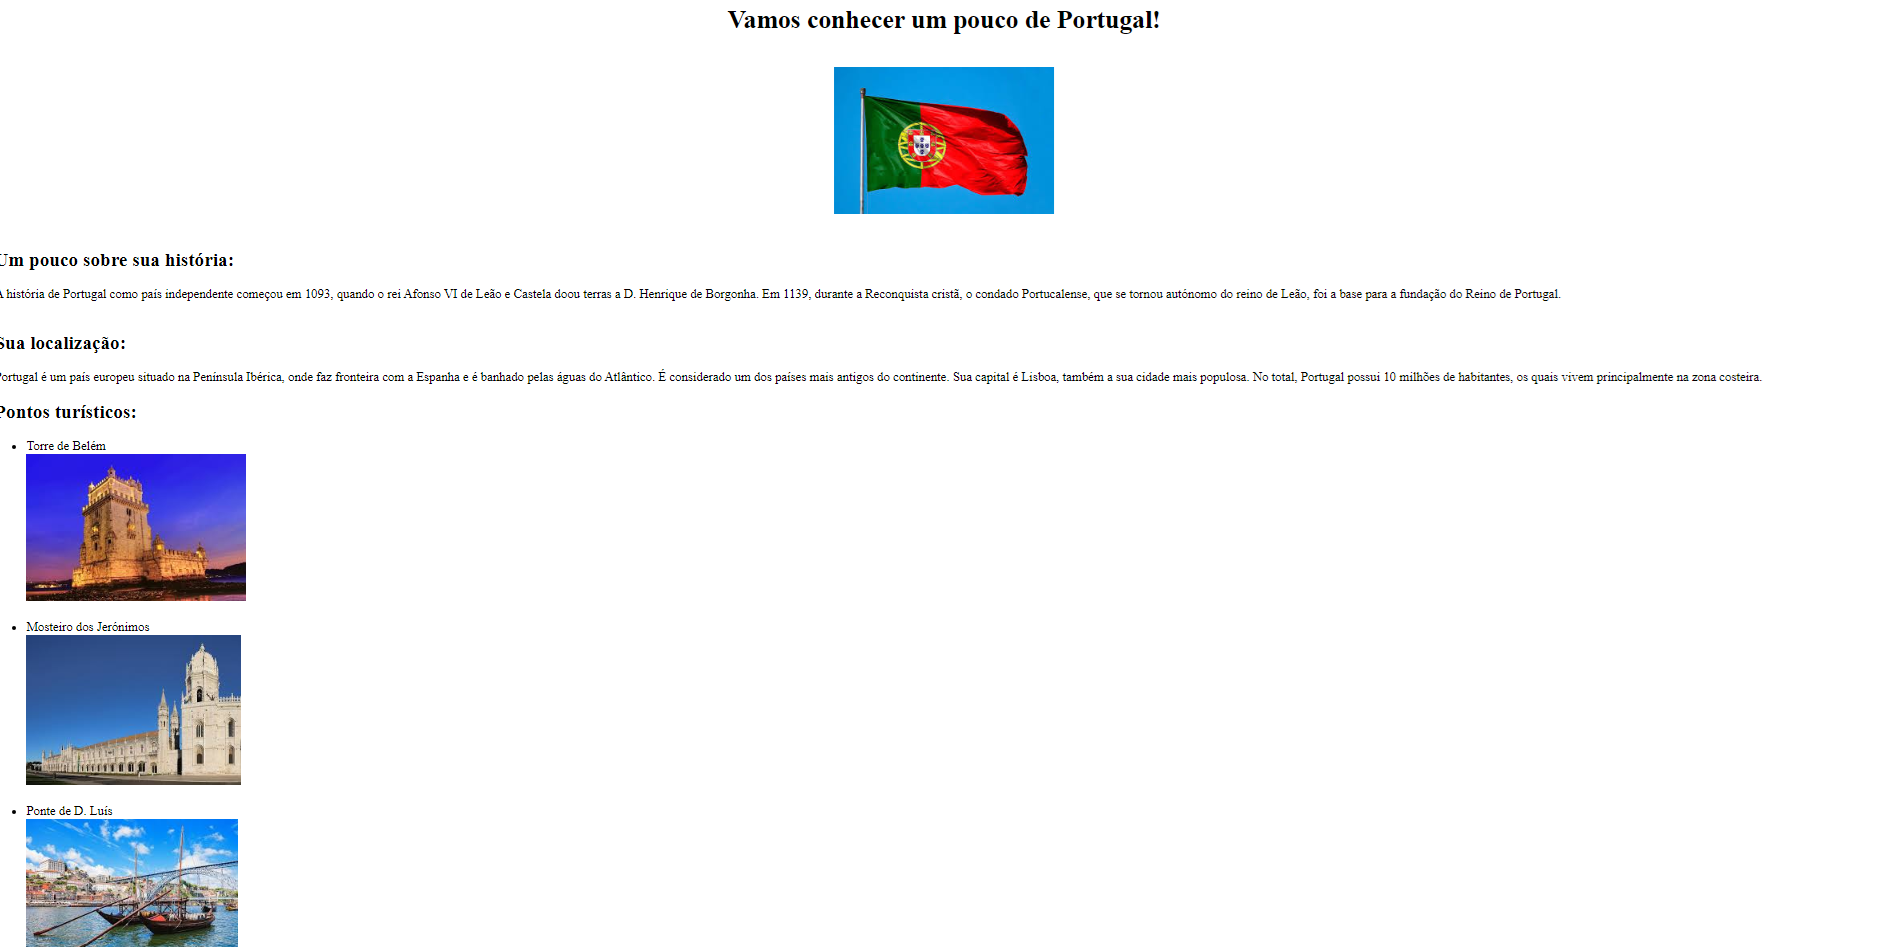 Vamos conhecer um pouco de Portugal!
Um pouco sobre sua história:
A história de Portugal como país independente começou em 1093, quando o rei Afonso VI de Leão e Castela doou terras a D. Henrique de Borgonha. Em 1139, durante a Reconquista cristã, o condado Portucalense, que se tornou autónomo do reino de Leão, foi a base para a fundação do Reino de Portugal.
Sua localização:
Portugal é um país europeu situado na Península Ibérica, onde faz fronteira com a Espanha e é banhado pelas águas do Atlântico. É considerado um dos países mais antigos do continente. Sua capital é Lisboa, também a sua cidade mais populosa. No total, Portugal possui 10 milhões de habitantes, os quais vivem principalmente na zona costeira.
Pontos turísticos:
Torre de Belém
Mosteiro dos Jerónimos
Ponte de D. Luís